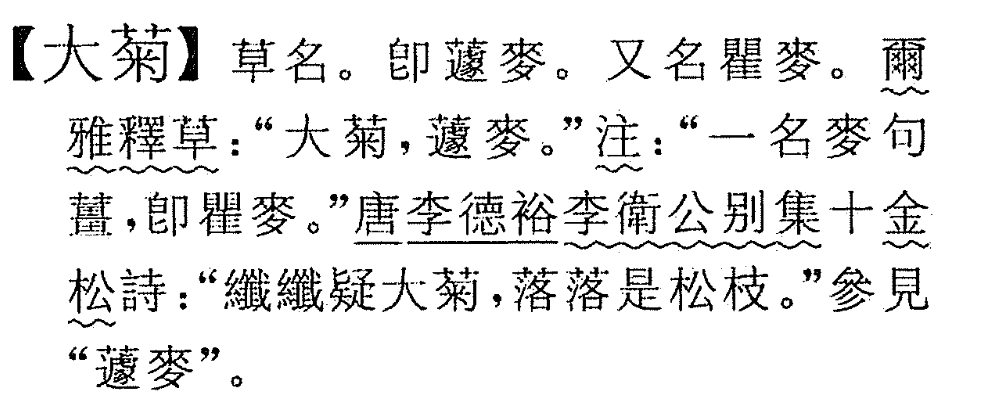 【大菊】草名。卽蘧麥。又名瞿麥。爾
雅釋草：“大菊，蘧麥。”注：“一名麥句
薑，卽瞿麥。”唐李德裕李衛公別集十金
松詩：“纖纖疑大菊，落落是松枝。”參見
“蘧麥”。